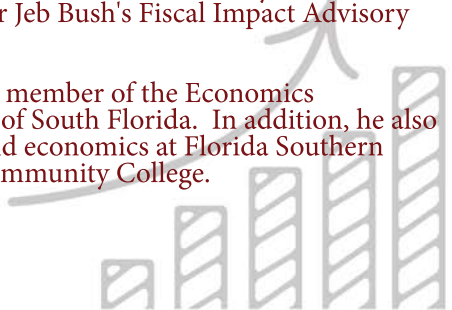 r Jeb Bush's Fiscal Impact Advisory
member of the Economics
of South Florida.  In addition, he also
d economics at Florida Southern
mmunity College.